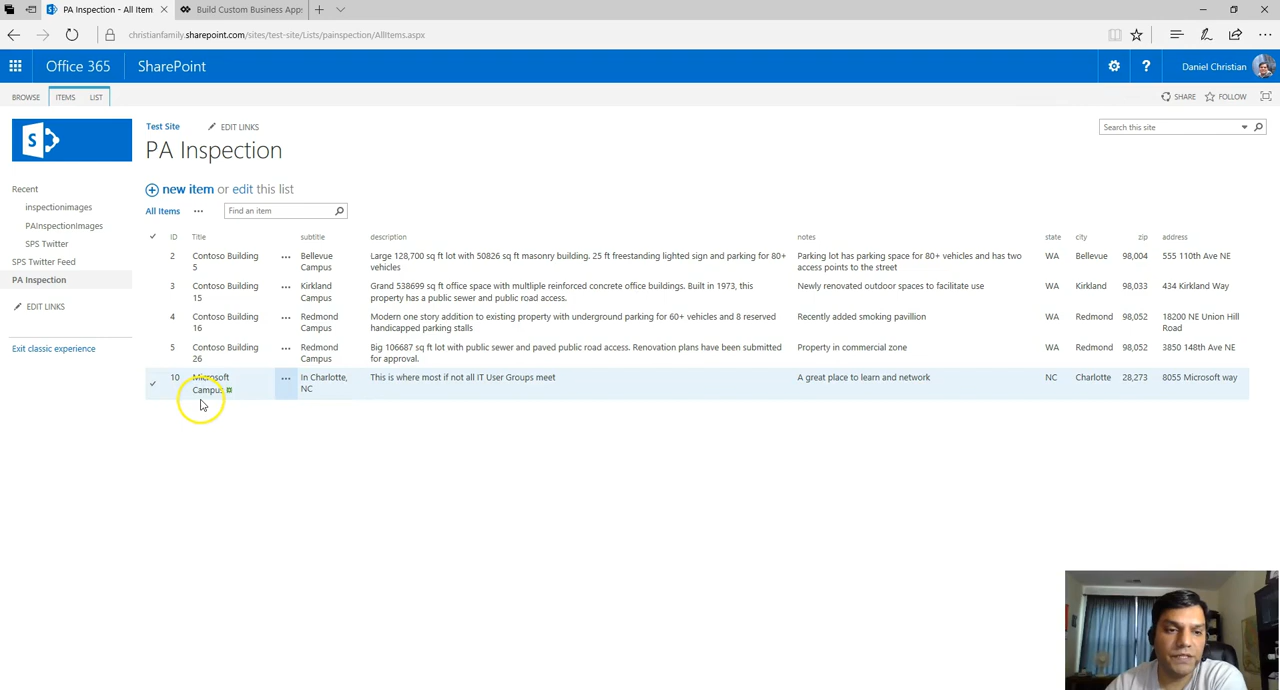 PA Inspection - All Item
Build Custom Business Apps
christianfamily.sharepoint.com/sites/test-site/Lists/painspection/AllItems.aspx
Office 365
SharePoint
Daniel Christian
BROWSE
ITEMS
LIST
SHARE
FOLLOW
Test Site
EDIT LINKS
Search this site
PA Inspection
Recent
inspectionimages
PAInspectionImages
SPS Twitter
SPS Twitter Feed
PA Inspection
EDIT LINKS
Exit classic experience
new item or edit this list
All Items
Find an item
ID Title subtitle description notes state city zip address
2 Contoso Building Bellevue Large 128,700 sq ft lot with 50826 sq ft masonry building. 25 ft freestanding lighted sign and parking for 80+ Parking lot has parking space for 80+ vehicles and has two WA Bellevue 98,004 555 110th Ave NE
5 Campus vehicles access points to the street
3 Contoso Building Kirkland Grand 538699 sq ft office space with multiple reinforced concrete office buildings. Built in 1973, this Newly renovated outdoor spaces to facilitate use WA Kirkland 98,033 434 Kirkland Way
15 Campus property has a public sewer and public road access.
4 Contoso Building Redmond Modern one story addition to existing property with underground parking for 60+ vehicles and 8 reserved Recently added smoking pavillion WA Redmond 98,052 18200 NE Union Hill
16 Campus handicapped parking stalls Road
5 Contoso Building Redmond Big 106687 sq ft lot with public sewer and paved public road access. Renovation plans have been submitted Property in commercial zone WA Redmond 98,052 3850 148th Ave NE
26 Campus for approval.
10 Microsoft In Charlotte, This is where most if not all IT User Groups meet A great place to learn and network NC Charlotte 28,273 8055 Microsoft way
Campus NC